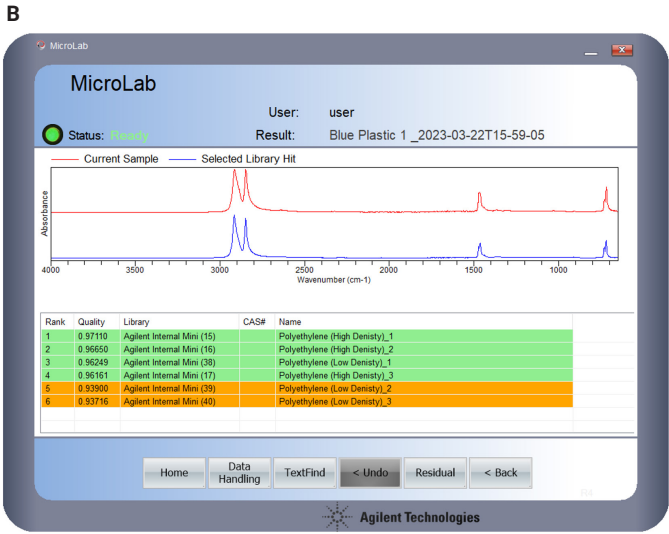 B
MicroLab
MicroLab
User: user
Status: Ready Result: Blue Plastic 1 _2023-03-22T15-59-05
Current Sample Selected Library Hit
Absorbance
4000 3500 3000 2500 2000 1500 1000
Wavenumber (cm-1)
Rank Quality Library CAS# Name
1 0.97110 Agilent Internal Mini (15) Polyethylene (High Denisty)_1
2 0.96650 Agilent Internal Mini (16) Polyethylene (High Denisty)_2
3 0.96249 Agilent Internal Mini (38) Polyethylene (Low Denisty)_1
4 0.96161 Agilent Internal Mini (17) Polyethylene (High Denisty)_3
5 0.93900 Agilent Internal Mini (39) Polyethylene (Low Denisty)_2
6 0.93716 Agilent Internal Mini (40) Polyethylene (Low Denisty)_3
Home Data Handling TextFind < Undo Residual < Back
Agilent Technologies